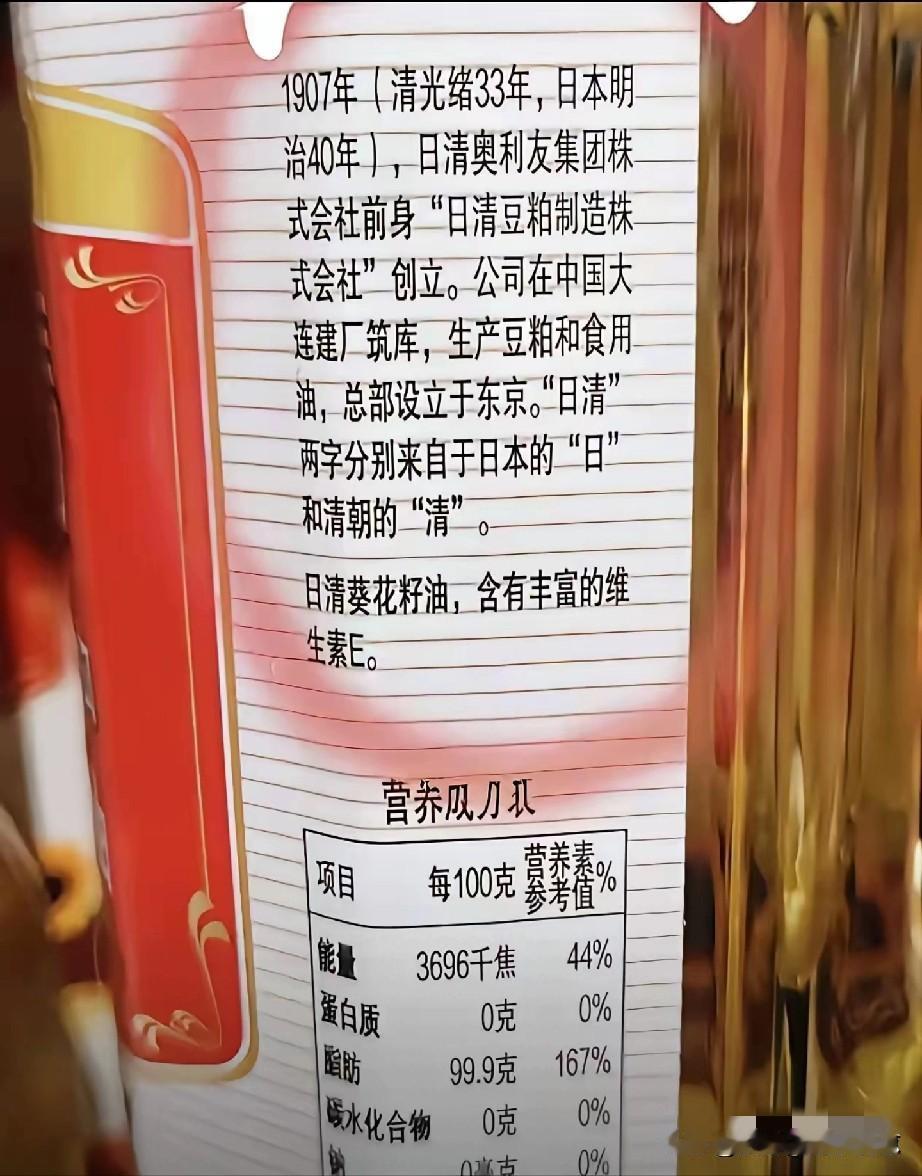 1907年（清光绪33年，日本明
治40年），日清奥利友集团株
式会社前身“日清豆粕制造株
式会社”创立。公司在中国大
连建厂筑库，生产豆粕和食用
油，总部设立于东京。“日清”
两字分别来自于日本的“日”
和清朝的“清”。
日清葵花籽油，含有丰富的维
生素E。
营养
项目 每100克 营养素参考值%
能量 3696千焦 44%
蛋白质 0克 0%
脂肪 99.9克 167%
碳水化合物 0克 0%
钠 0毫克 0%